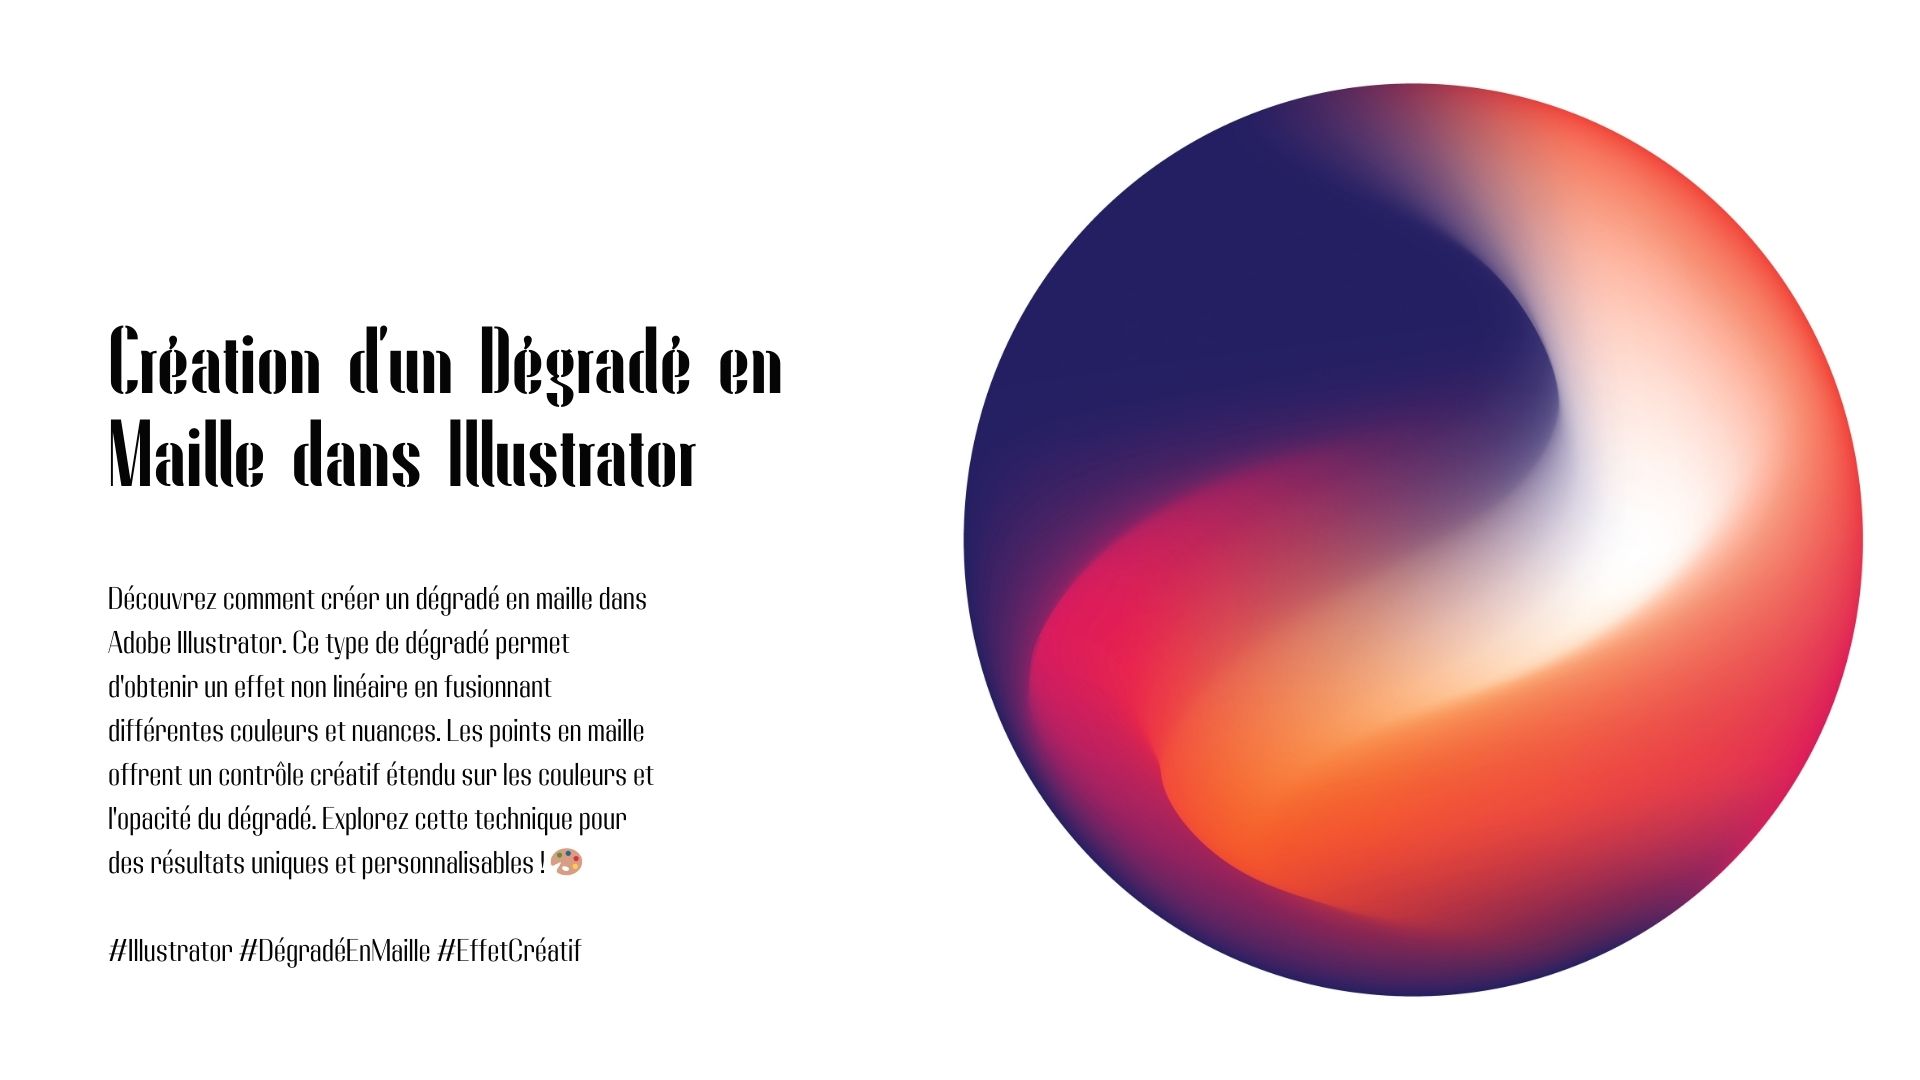 Création d'un Dégradé en
Maille dans Illustrator
Découvrez comment créer un dégradé en maille dans
Adobe Illustrator. Ce type de dégradé permet
d'obtenir un effet non linéaire en fusionnant
différentes couleurs et nuances. Les points en maille
offrent un contrôle créatif étendu sur les couleurs et
l'opacité du dégradé. Explorez cette technique pour
des résultats uniques et personnalisables ! 🎨
#Illustrator #DégradéEnMaille #EffetCréatif